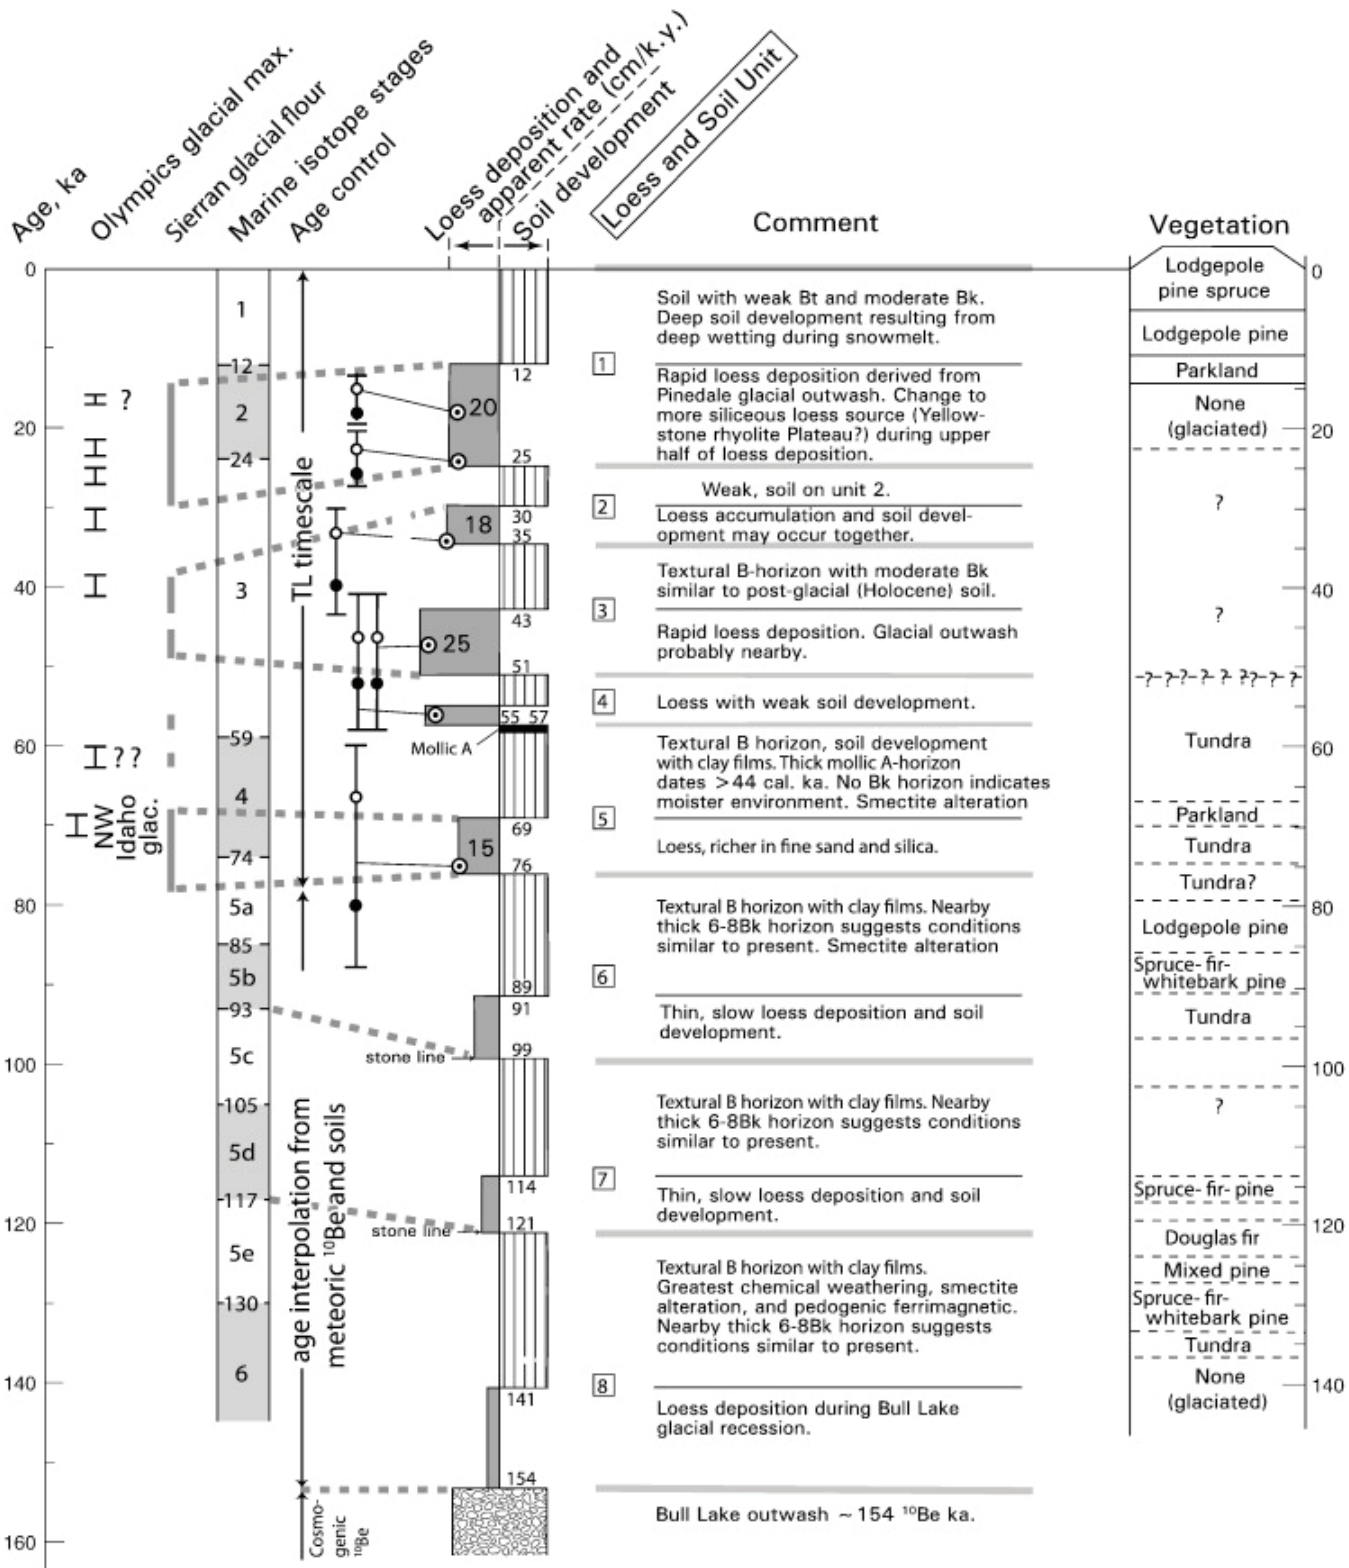 Age, ka
Olympics glacial max.
Sierran glacial flour
Marine isotope stages
Age control
Loess deposition and
apparent rate (cm/k.y.)
Soil development
Loess and Soil Unit
Comment
Vegetation
0
20
40
60
80
100
120
140
160
?
??
NW
Idaho
glac.
1
12
2
24
3
59
4
74
5a
85
5b
93
5c
105
5d
117
5e
130
6
TL timescale
age interpolation from
meteoric ¹⁰Be and soils
Cosmo-
genic
¹⁰Be
12
20
25
30
18
35
43
25
51
55 57
Mollic A
69
15
76
89
91
99
stone line
114
121
stone line
141
154
1
Soil with weak Bt and moderate Bk.
Deep soil development resulting from
deep wetting during snowmelt.
Rapid loess deposition derived from
Pinedale glacial outwash. Change to
more siliceous loess source (Yellow-
stone rhyolite Plateau?) during upper
half of loess deposition.
2
Weak, soil on unit 2.
Loess accumulation and soil devel-
opment may occur together.
3
Textural B-horizon with moderate Bk
similar to post-glacial (Holocene) soil.
Rapid loess deposition. Glacial outwash
probably nearby.
4
Loess with weak soil development.
5
Textural B horizon, soil development
with clay films. Thick mollic A-horizon
dates >44 cal. ka. No Bk horizon indicates
moister environment. Smectite alteration
Loess, richer in fine sand and silica.
6
Textural B horizon with clay films. Nearby
thick 6-8Bk horizon suggests conditions
similar to present. Smectite alteration
Thin, slow loess deposition and soil
development.
7
Textural B horizon with clay films. Nearby
thick 6-8Bk horizon suggests conditions
similar to present.
Thin, slow loess deposition and soil
development.
8
Textural B horizon with clay films.
Greatest chemical weathering, smectite
alteration, and pedogenic ferrimagnetic.
Nearby thick 6-8Bk horizon suggests
conditions similar to present.
Loess deposition during Bull Lake
glacial recession.
Bull Lake outwash ~ 154 ¹⁰Be ka.
Lodgepole
pine spruce
Lodgepole pine
Parkland
None
(glaciated)
?
?
-?-?-?-?-??-?-?-?
Tundra
Parkland
Tundra
Tundra?
Lodgepole pine
Spruce- fir-
whitebark pine
Tundra
?
Spruce- fir- pine
Douglas fir
Mixed pine
Spruce- fir-
whitebark pine
Tundra
None
(glaciated)
0
20
40
60
80
100
120
140